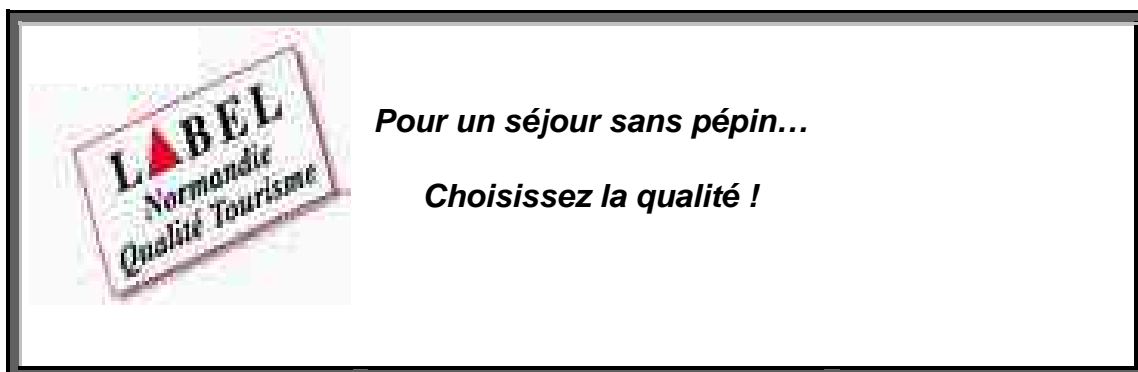 LABEL
Normandie
Qualité Tourisme
Pour un séjour sans pépin…
Choisissez la qualité !